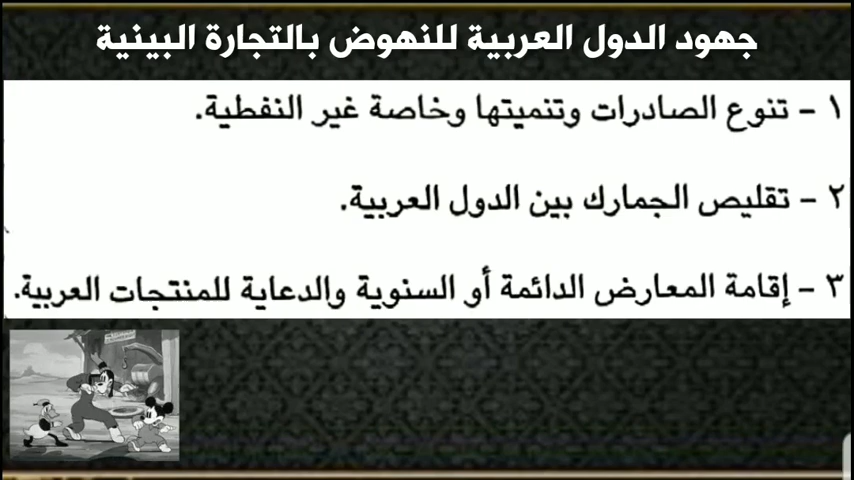 جهود الدول العربية للنهوض بالتجارة البينية
١ - تنوع الصادرات وتنميتها وخاصة غير النفطية.
٢ - تقليص الجمارك بين الدول العربية.
٣ - إقامة المعارض الدائمة أو السنوية والدعاية للمنتجات العربية.